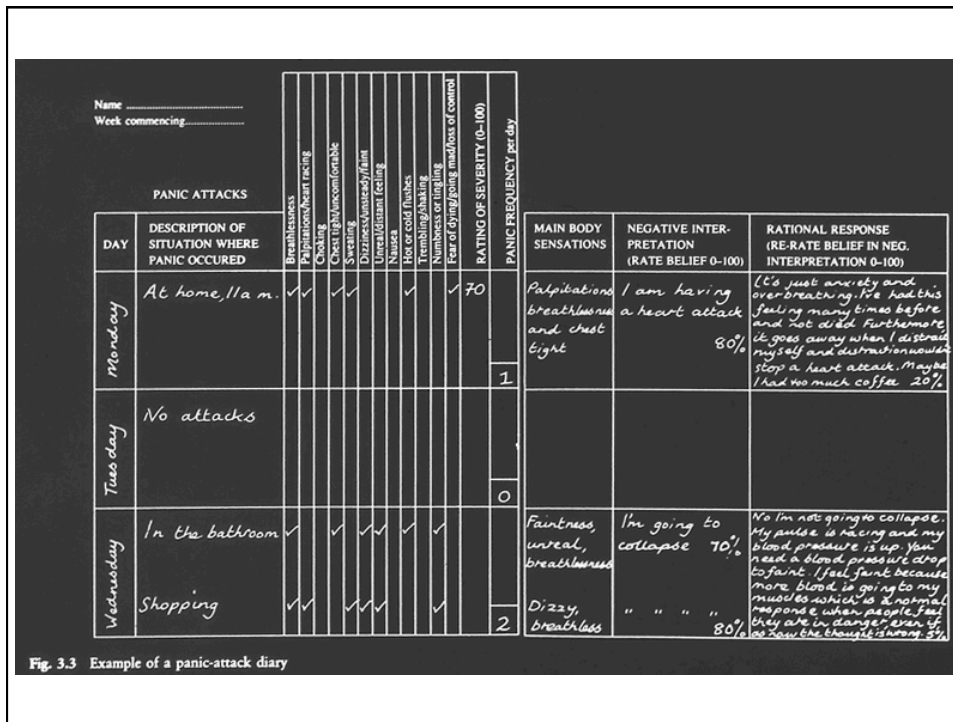 Name
Week commencing
PANIC ATTACKS
DAY
DESCRIPTION OF
SITUATION WHERE
PANIC OCCURED
Breathlessness
Palpitations/heart racing
Choking
Chest tight/uncomfortable
Sweating
Dizziness/unsteady/faint
Unreal/distant feeling
Nausea
Hot or cold flushes
Trembling/shaking
Numbness or tingling
Fear of dying/going mad/loss of control
RATING OF SEVERITY (0–100)
PANIC FREQUENCY per day
MAIN BODY
SENSATIONS
NEGATIVE INTER-
PRETATION
(RATE BELIEF 0–100)
RATIONAL RESPONSE
(RE-RATE BELIEF IN NEG.
INTERPRETATION 0–100)
Monday
At home, 11a m.
✓ ✓ ✓ ✓ ✓ ✓
70
1
Palpitations
breathlessness
and chest
tight
I am having
a heart attack
80%
It's just anxiety and
overbreathing. I've had this
feeling many times before
and not died Furthermore
it goes away when I distract
myself and distraction wouldn't
stop a heart attack. Maybe
I had too much coffee 20%
Tuesday
No attacks
0
Wednesday
In the bathroom
✓ ✓ ✓ ✓ ✓ ✓
Faintness,
unreal,
breathlessness
I'm going to
collapse 70%
Shopping
✓ ✓ ✓ ✓ ✓ ✓
2
Dizzy,
breathless
" " " "
80%
No I'm not going to collapse.
My pulse is racing and my
blood pressure is up. You
need a blood pressure drop
to faint. I feel faint because
more blood is going to my
muscles which is a normal
response when people feel
they are in danger even if
as now the thought is wrong. 5%
Fig. 3.3 Example of a panic-attack diary